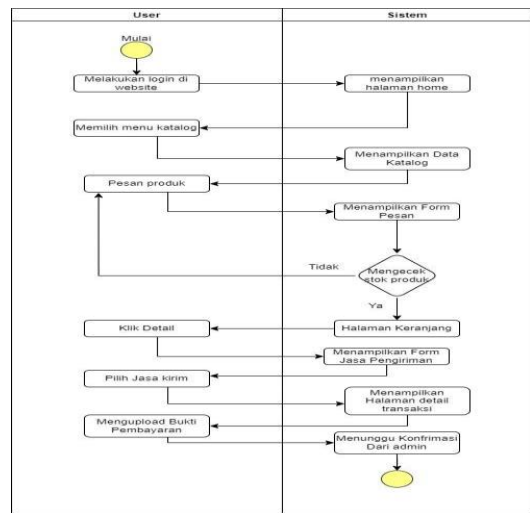 User
Sistem
Mulai
Melakukan login di
website
menampilkan
halaman home
Memilih menu katalog
Menampilkan Data
Katalog
Pesan produk
Menampilkan Form
Pesan
Tidak
Mengecek
stok produk
Ya
Klik Detail
Halaman Keranjang
Menampilkan Form
Jasa Pengiriman
Pilih Jasa kirim
Menampilkan
Halaman detail
transaksi
Mengupload Bukti
Pembayaran
Menunggu Konfrimasi
Dari admin